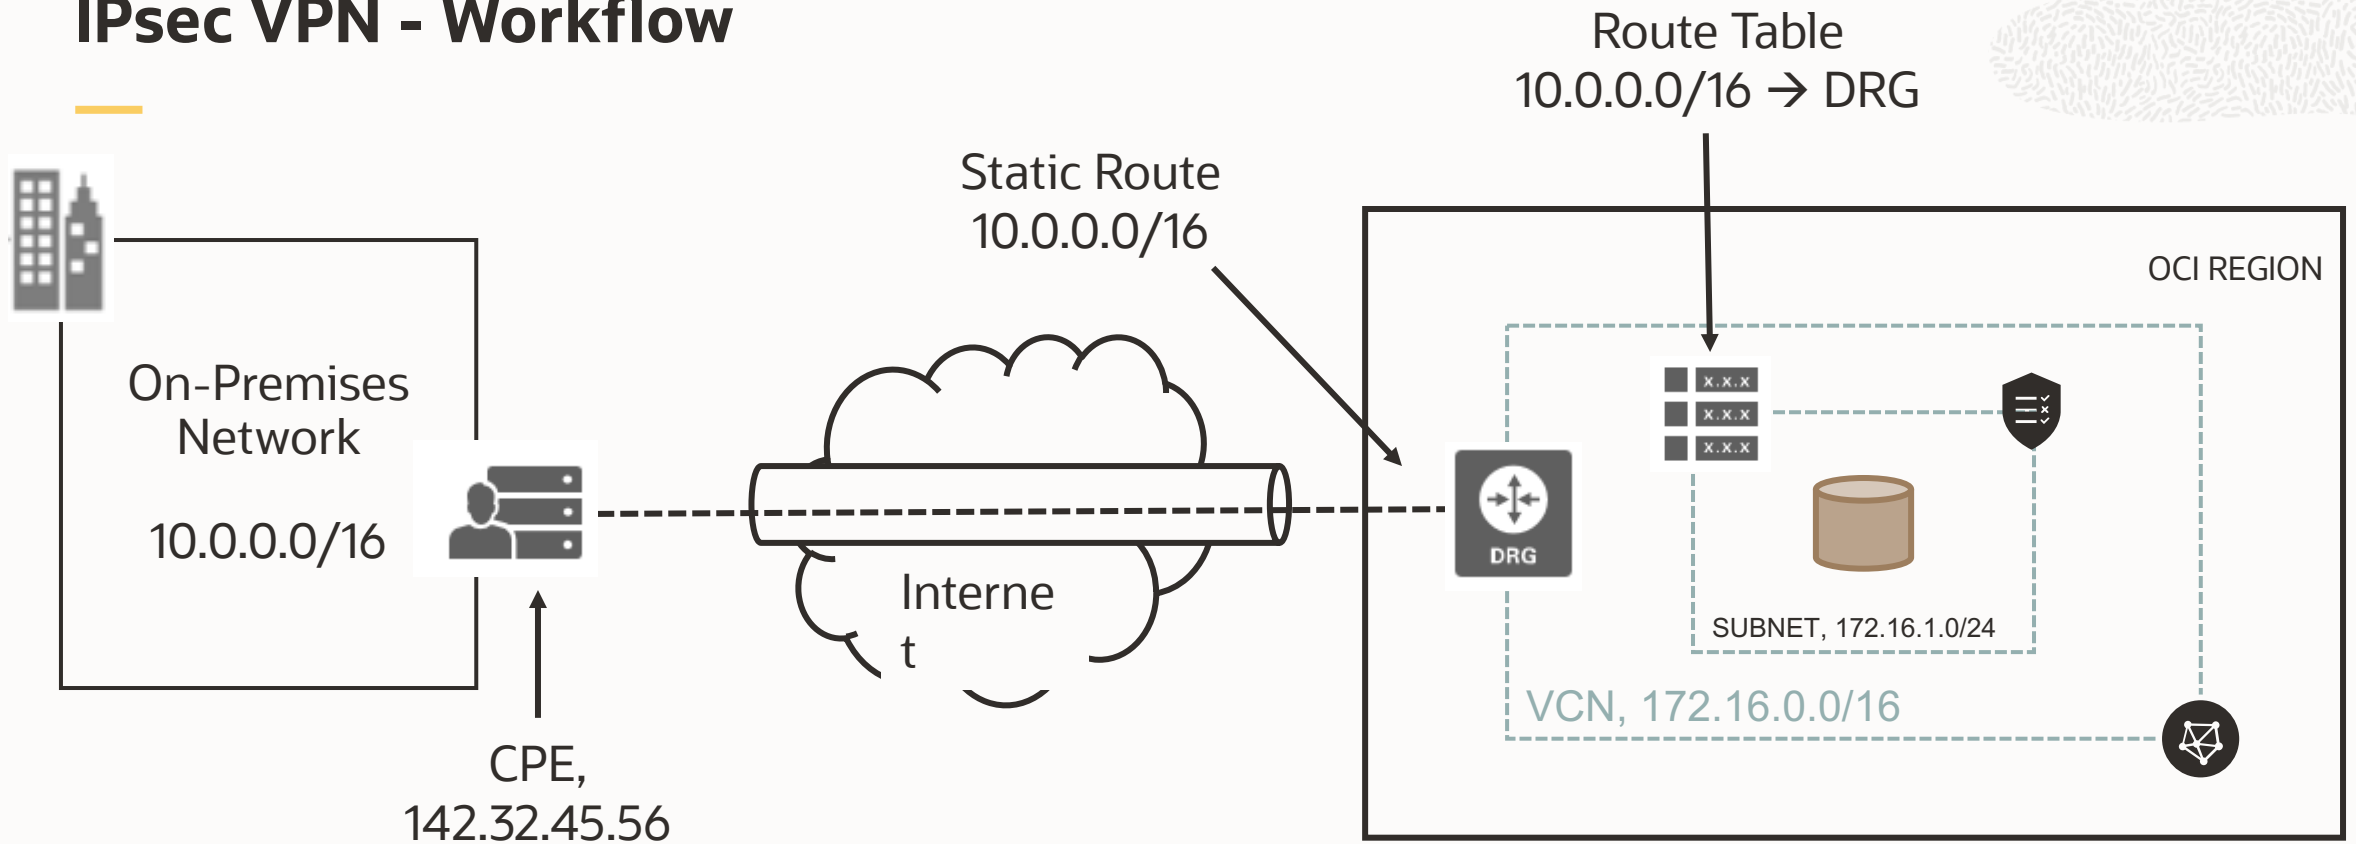 IPsec VPN - Workflow
Route Table
10.0.0.0/16 → DRG
Static Route
10.0.0.0/16
OCI REGION
On-Premises
Network
10.0.0.0/16
x.x.x
x.x.x
x.x.x
DRG
Interne
t
SUBNET, 172.16.1.0/24
VCN, 172.16.0.0/16
CPE,
142.32.45.56